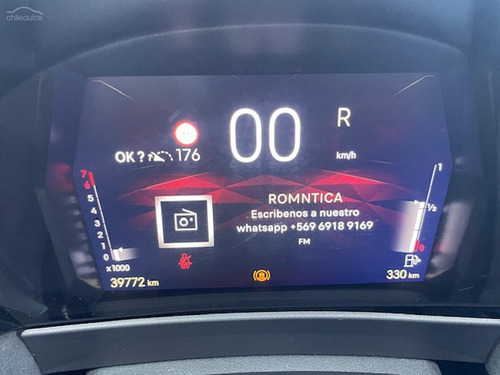 chileautos
00 R
km/h
OK? 176
ROMNTICA
Escribenos a nuestro
whatsapp +569 6918 9169
FM
7
6
5
4
3
2
1
0
x1000
1
½
0
39772 km
330 km